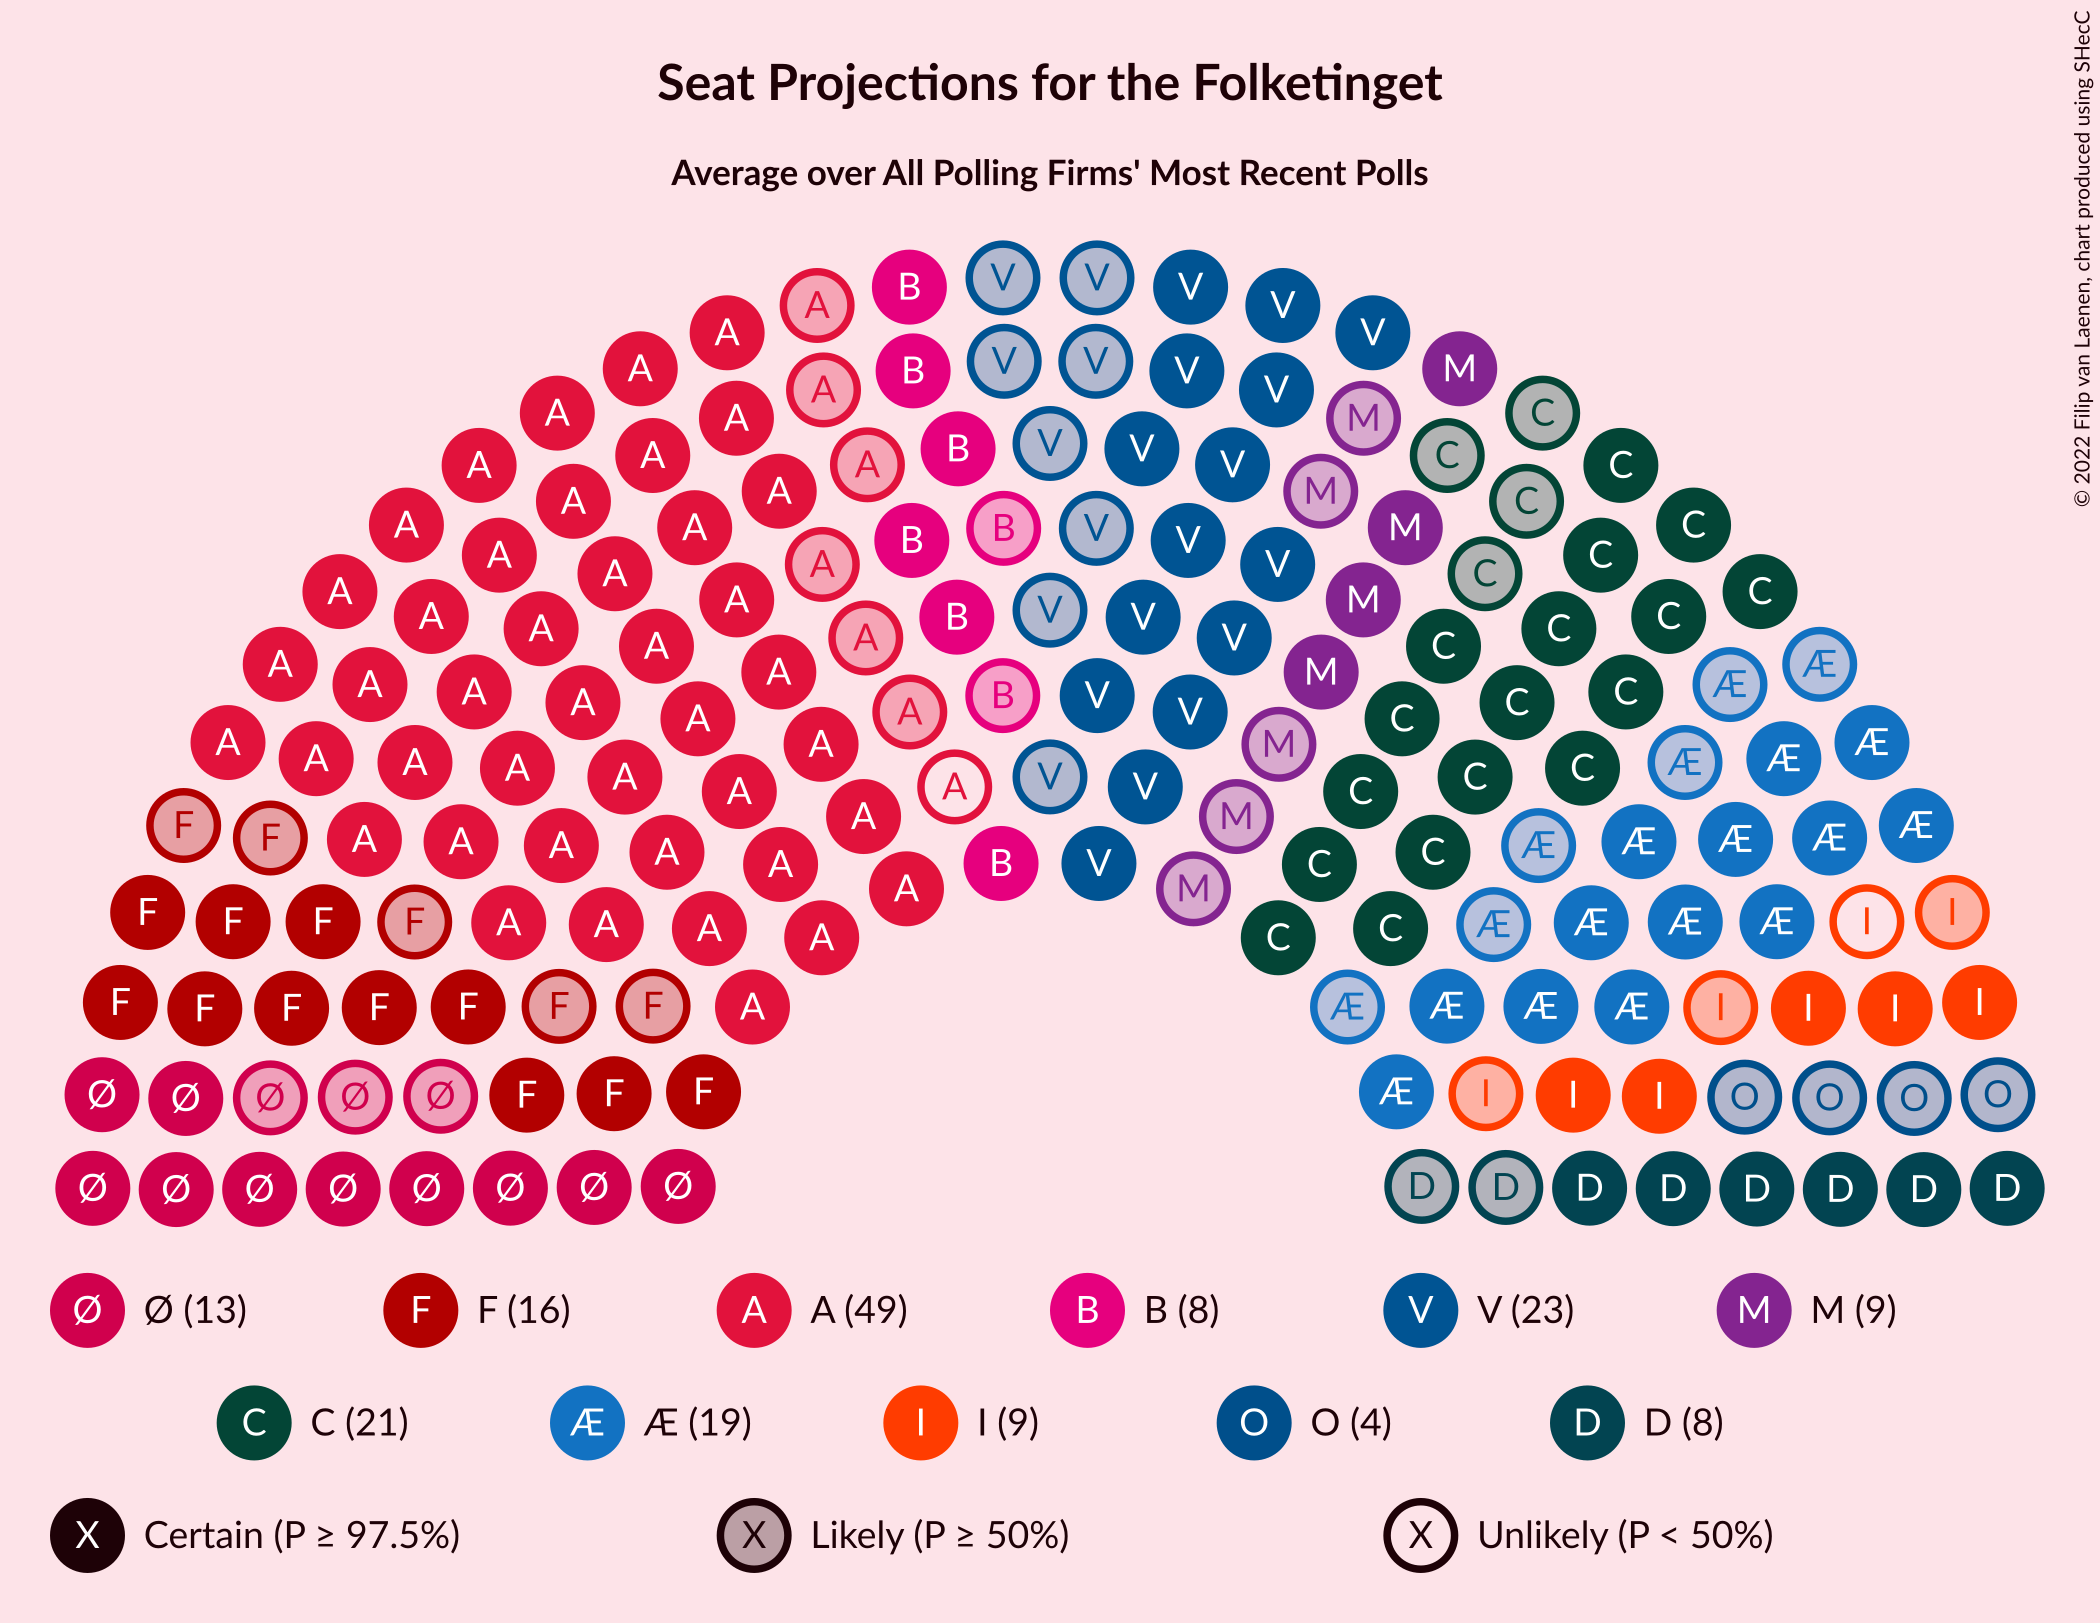 Seat Projections for the Folketinget
Average over All Polling Firms' Most Recent Polls
© 2022 Filip van Laenen, chart produced using SHecC
B V V V V
A V
A B V V V V M
A A M C
A A B V V V M C C
A A A B B V V V M C C C
A A A A A B V V V M C C C C
A A A A A A A B V V M C C C Æ Æ
A A A A A A A A V V M C C C Æ Æ Æ
F F A A A A A A B V M C C Æ Æ Æ Æ Æ
F F F F A A A A C C Æ Æ Æ Æ I I
F F F F F F F A Æ Æ Æ Æ I I I I
Ø Ø Ø Ø Ø F F F Æ I I I O O O O
Ø Ø Ø Ø Ø Ø Ø Ø D D D D D D D D
Ø Ø (13) F F (16) A A (49) B B (8) V V (23) M M (9)
C C (21) Æ Æ (19) I I (9) O O (4) D D (8)
X Certain (P ≥ 97.5%) X Likely (P ≥ 50%) X Unlikely (P < 50%)